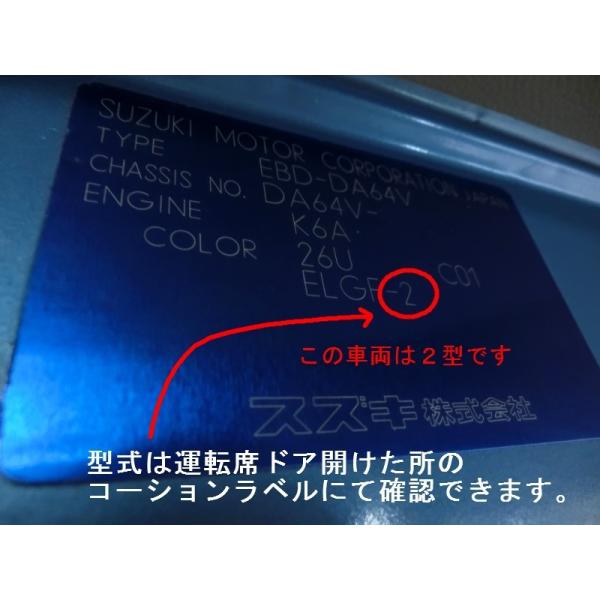 SUZUKI MOTOR CORPORATION JAPAN
TYPE EBD-DA64V
CHASSIS NO. DA64V-
ENGINE K6A
COLOR 26U C01
ELGF-2
この車両は２型です
スズキ株式会社
型式は運転席ドア開けた所の
コーションラベルにて確認できます。